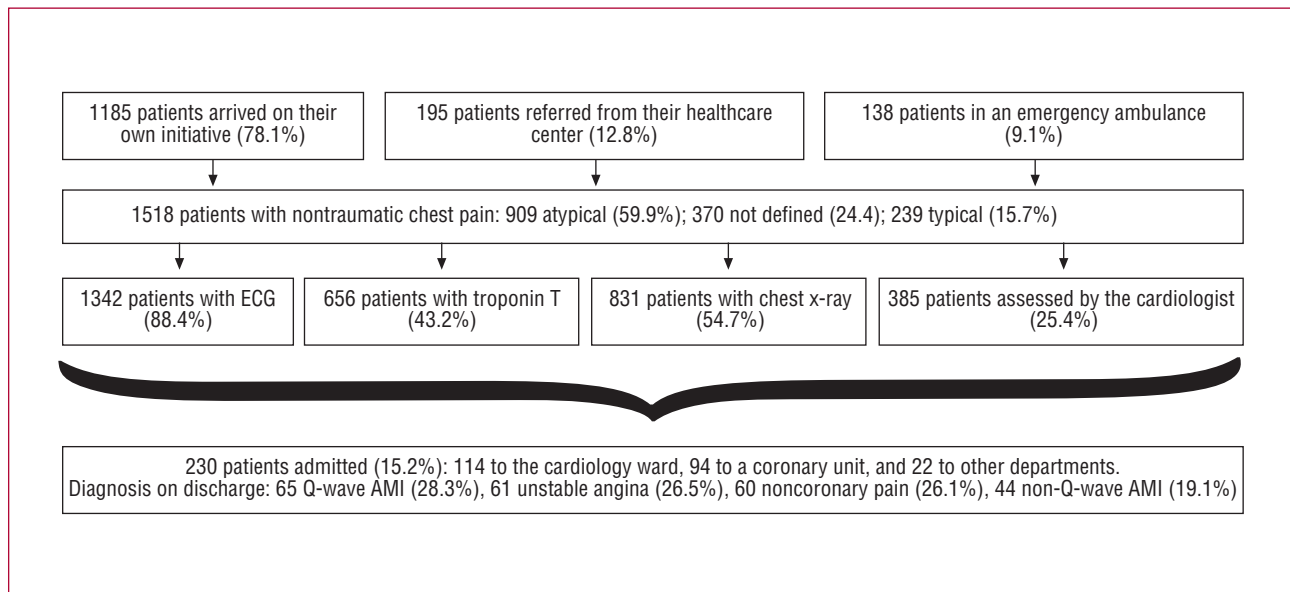 1185 patients arrived on their
own initiative (78.1%)
195 patients referred from their healthcare
center (12.8%)
138 patients in an emergency ambulance
(9.1%)
1518 patients with nontraumatic chest pain: 909 atypical (59.9%); 370 not defined (24.4); 239 typical (15.7%)
1342 patients with ECG
(88.4%)
656 patients with troponin T
(43.2%)
831 patients with chest x-ray
(54.7%)
385 patients assessed by the cardiologist
(25.4%)
230 patients admitted (15.2%): 114 to the cardiology ward, 94 to a coronary unit, and 22 to other departments.
Diagnosis on discharge: 65 Q-wave AMI (28.3%), 61 unstable angina (26.5%), 60 noncoronary pain (26.1%), 44 non-Q-wave AMI (19.1%)